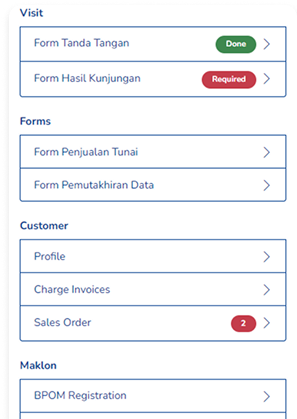 Visit
Form Tanda Tangan Done
Form Hasil Kunjungan Required
Forms
Form Penjualan Tunai
Form Pemutakhiran Data
Customer
Profile
Charge Invoices
Sales Order 2
Maklon
BPOM Registration